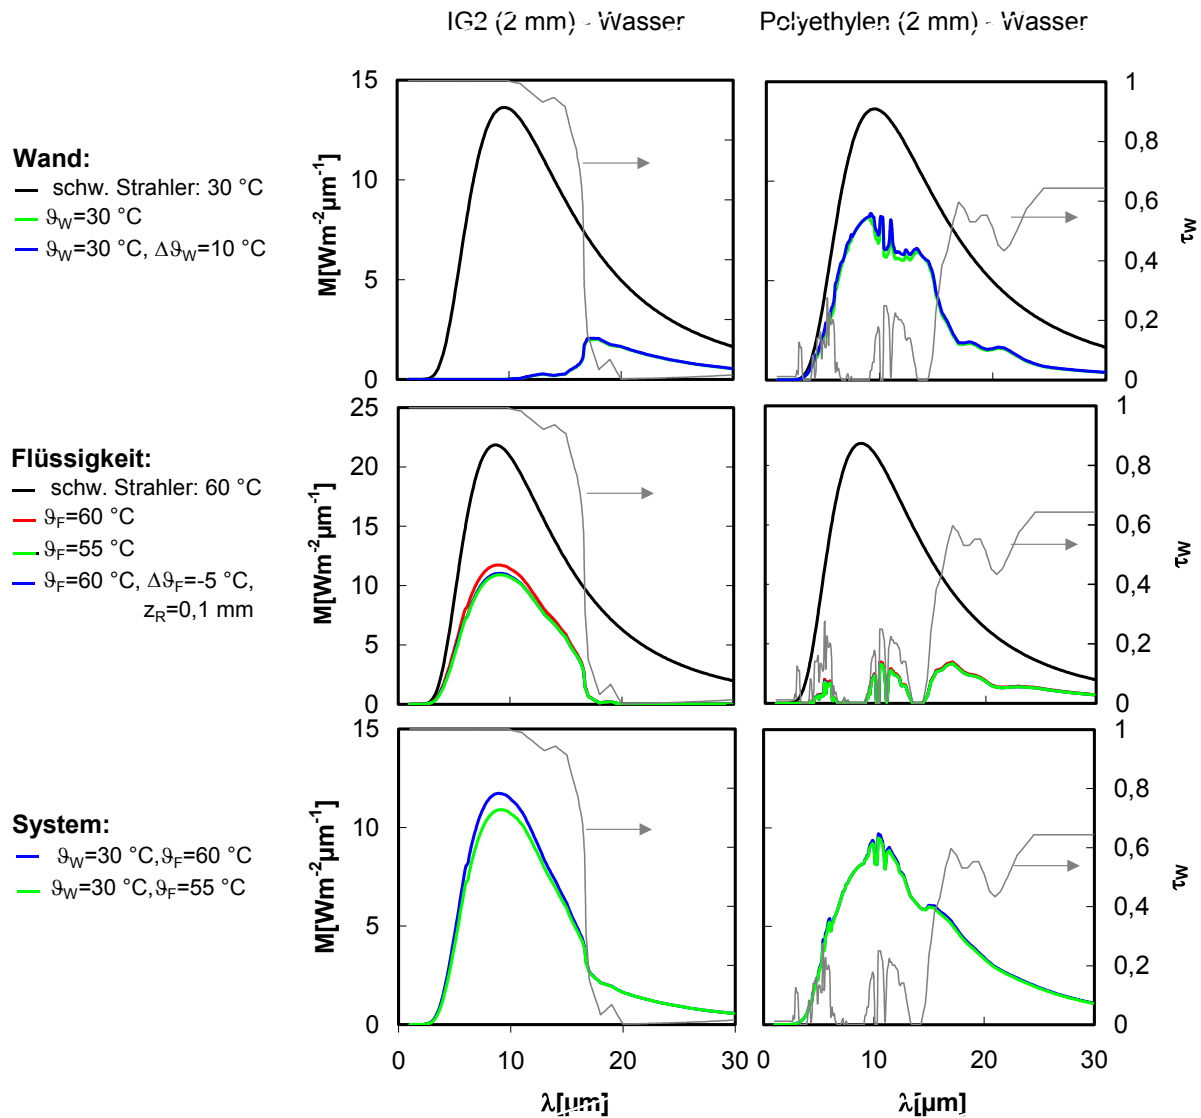 IG2 (2 mm) - Wasser
Polyethylen (2 mm) - Wasser
Wand:
schw. Strahler: 30 °C
ϑW=30 °C
ϑW=30 °C, ΔϑW=10 °C
15
10
5
0
M[Wm-2µm-1]
1
0,8
0,6
0,4
0,2
0
τW
Flüssigkeit:
schw. Strahler: 60 °C
ϑF=60 °C
ϑF=55 °C
ϑF=60 °C, ΔϑF=-5 °C,
zR=0,1 mm
25
20
15
10
5
0
M[Wm-2µm-1]
1
0,8
0,6
0,4
0,2
0
τW
System:
ϑW=30 °C,ϑF=60 °C
ϑW=30 °C,ϑF=55 °C
15
10
5
0
M[Wm-2µm-1]
1
0,8
0,6
0,4
0,2
0
τW
0 10 20 30
0 10 20 30
λ[µm]
λ[µm]